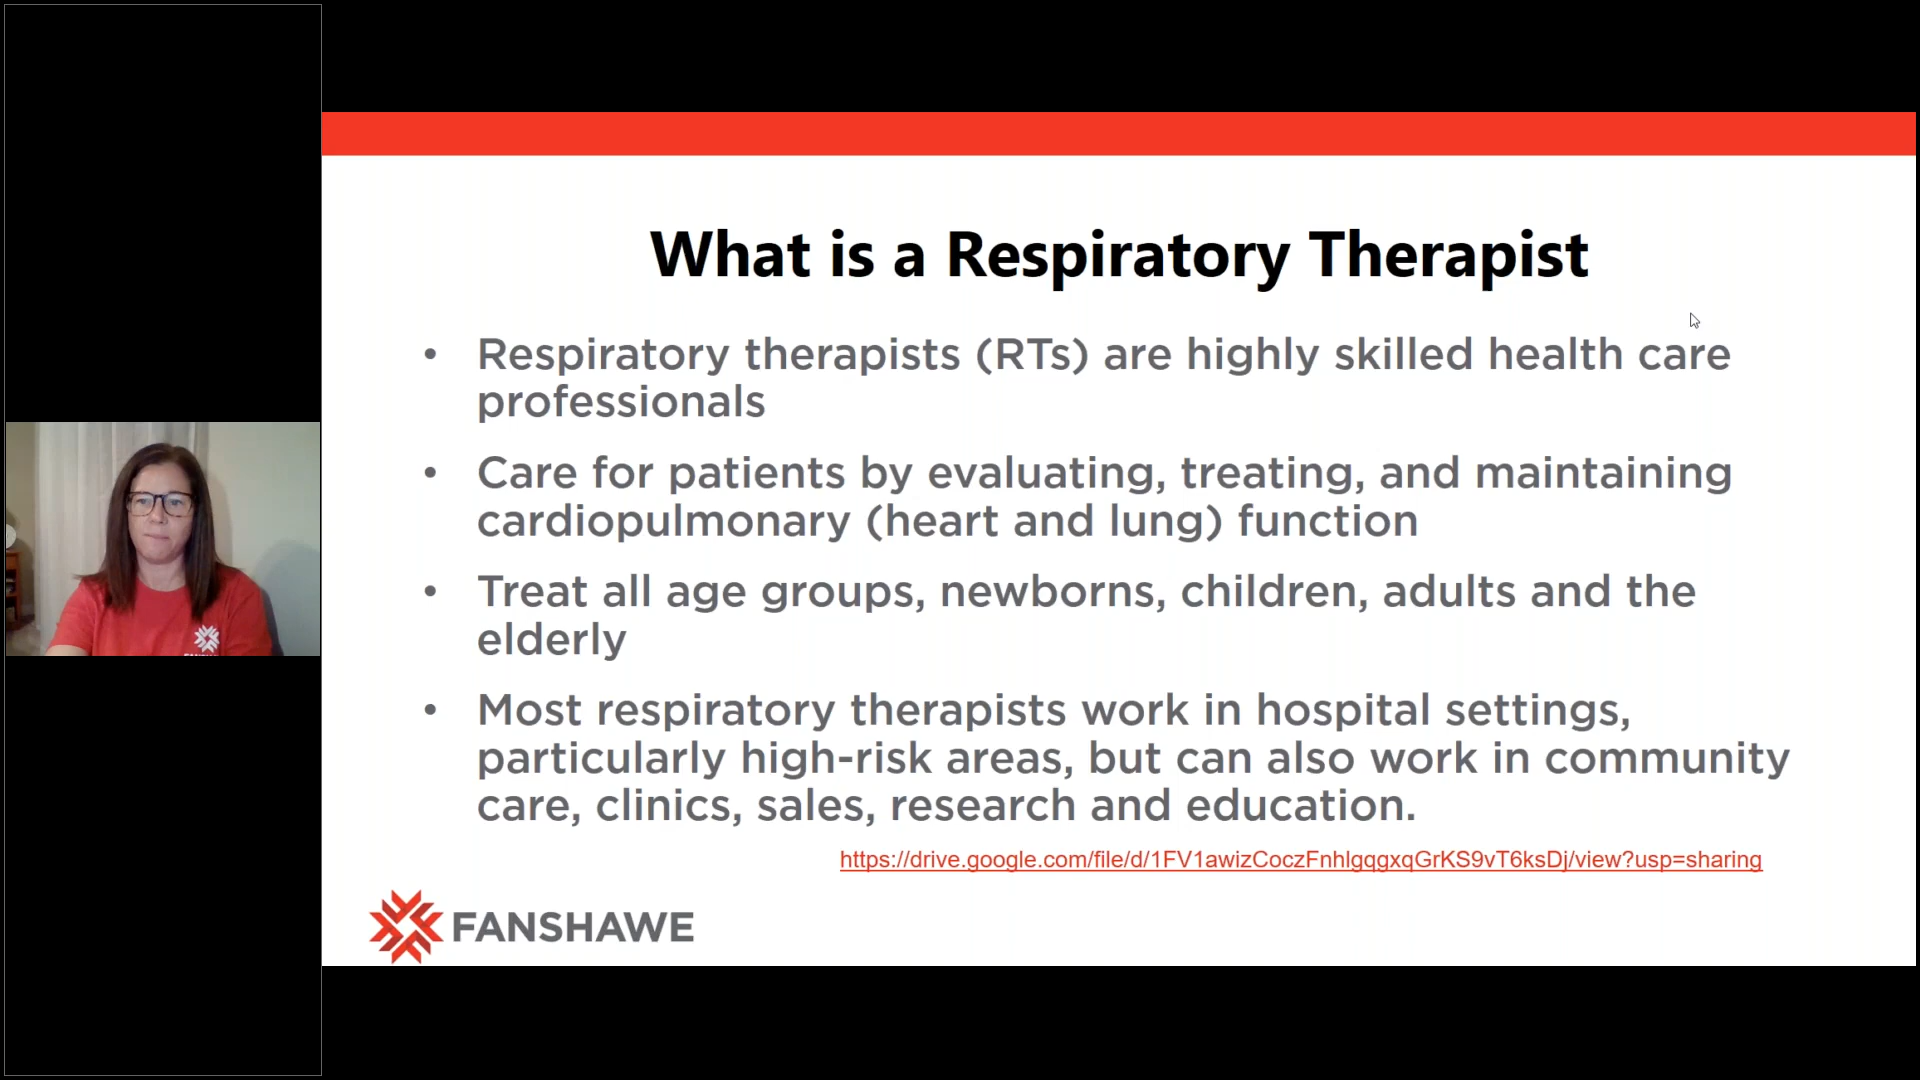 What is a Respiratory Therapist
• Respiratory therapists (RTs) are highly skilled health care
professionals
• Care for patients by evaluating, treating, and maintaining
cardiopulmonary (heart and lung) function
• Treat all age groups, newborns, children, adults and the
elderly
• Most respiratory therapists work in hospital settings,
particularly high-risk areas, but can also work in community
care, clinics, sales, research and education.
https://drive.google.com/file/d/1FV1awizCoczFnhlgqgxqGrKS9vT6ksDj/view?usp=sharing
FANSHAWE